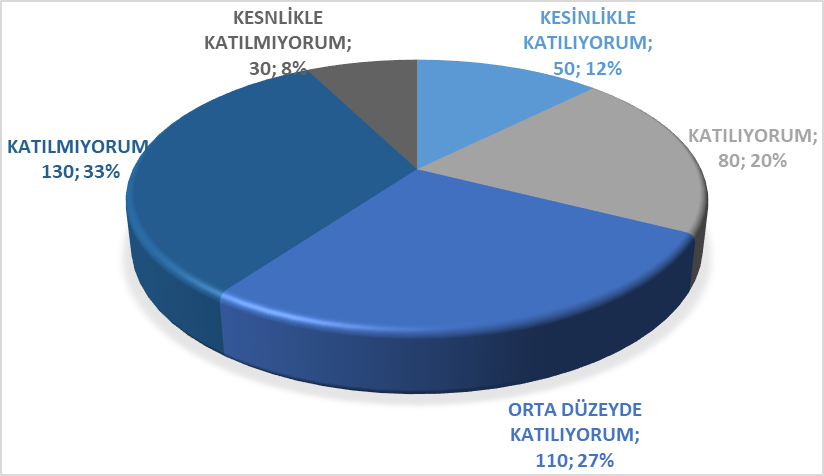 KESNLİKLE
KATILMIYORUM;
30; 8%
KESİNLİKLE
KATILIYORUM;
50; 12%
KATILIYORUM;
80; 20%
KATILMIYORUM;
130; 33%
ORTA DÜZEYDE
KATILIYORUM;
110; 27%